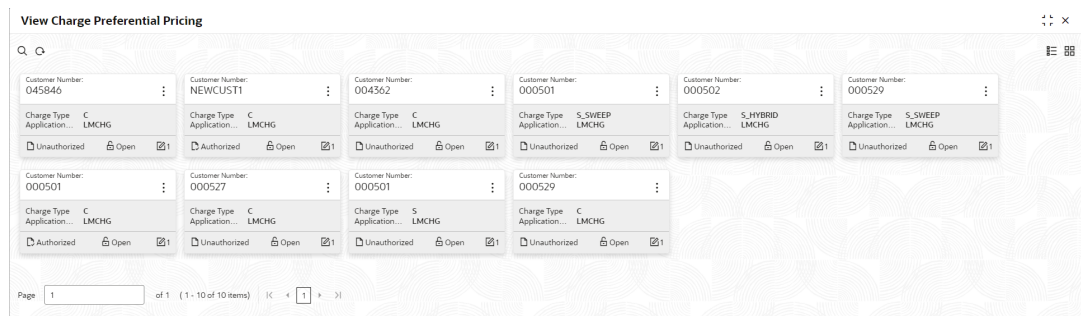 View Charge Preferential Pricing
Customer Number: Customer Number: Customer Number: Customer Number: Customer Number: Customer Number:
045846 NEWCUST1 004362 000501 000502 000529
Charge Type C Charge Type C Charge Type C Charge Type S_SWEEP Charge Type S_HYBRID Charge Type S_SWEEP
Application... LMCHG Application... LMCHG Application... LMCHG Application... LMCHG Application... LMCHG Application... LMCHG
Unauthorized Open 1 Authorized Open 1 Unauthorized Open 1 Unauthorized Open 1 Unauthorized Open 1 Unauthorized Open 1
Customer Number: Customer Number: Customer Number: Customer Number:
000501 000527 000501 000529
Charge Type C Charge Type C Charge Type S Charge Type C
Application... LMCHG Application... LMCHG Application... LMCHG Application... LMCHG
Authorized Open 1 Unauthorized Open 1 Unauthorized Open 1 Unauthorized Open 1
Page 1 of 1 (1 - 10 of 10 items) 1